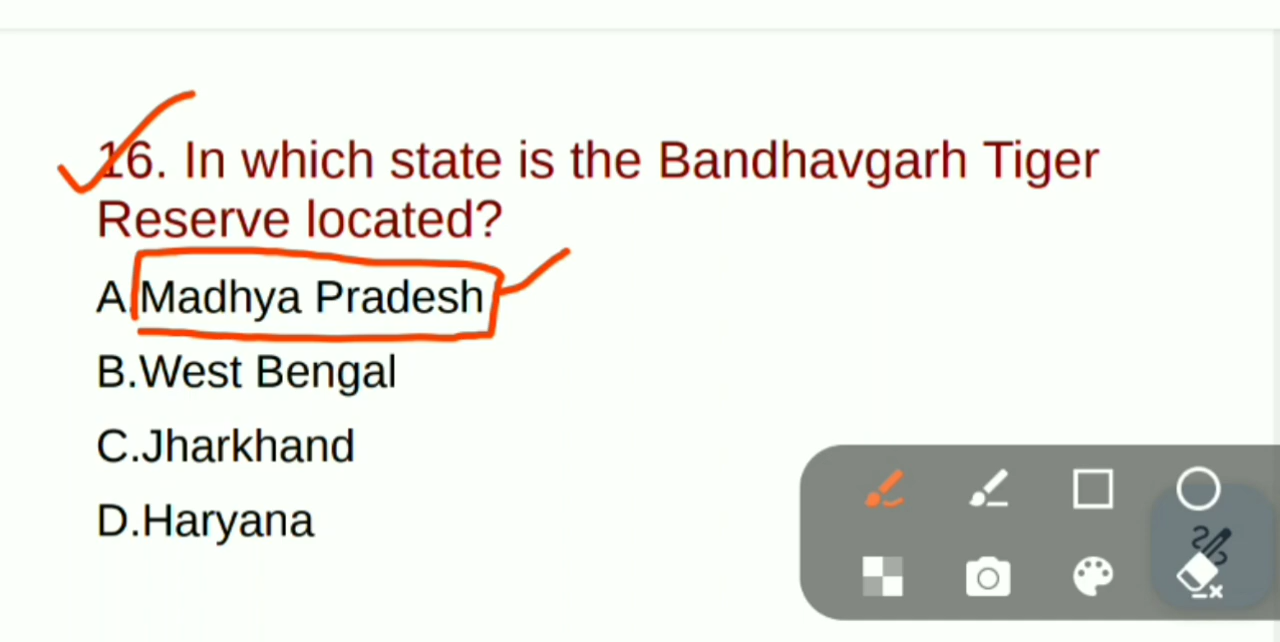 16. In which state is the Bandhavgarh Tiger
Reserve located?
A.Madhya Pradesh
B.West Bengal
C.Jharkhand
D.Haryana